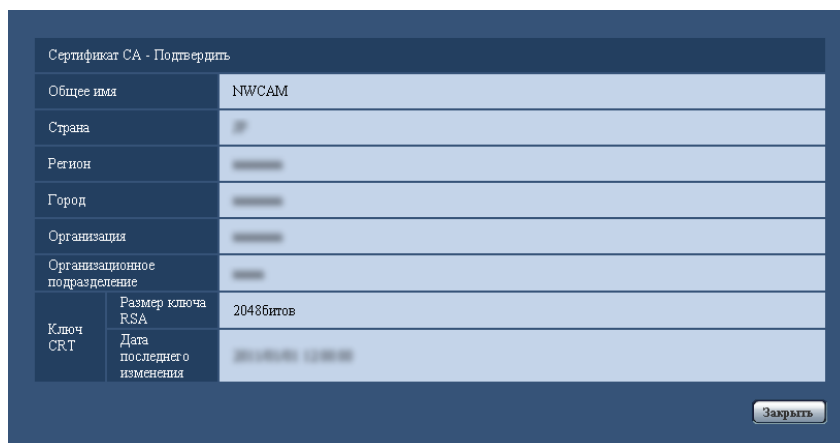 Сертификат CA - Подтвердить
Общее имя NWCAM
Страна
Регион
Город
Организация
Организационное
подразделение
Ключ
CRT
Размер ключа
RSA
2048битов
Дата
последнего
изменения
Закрыть